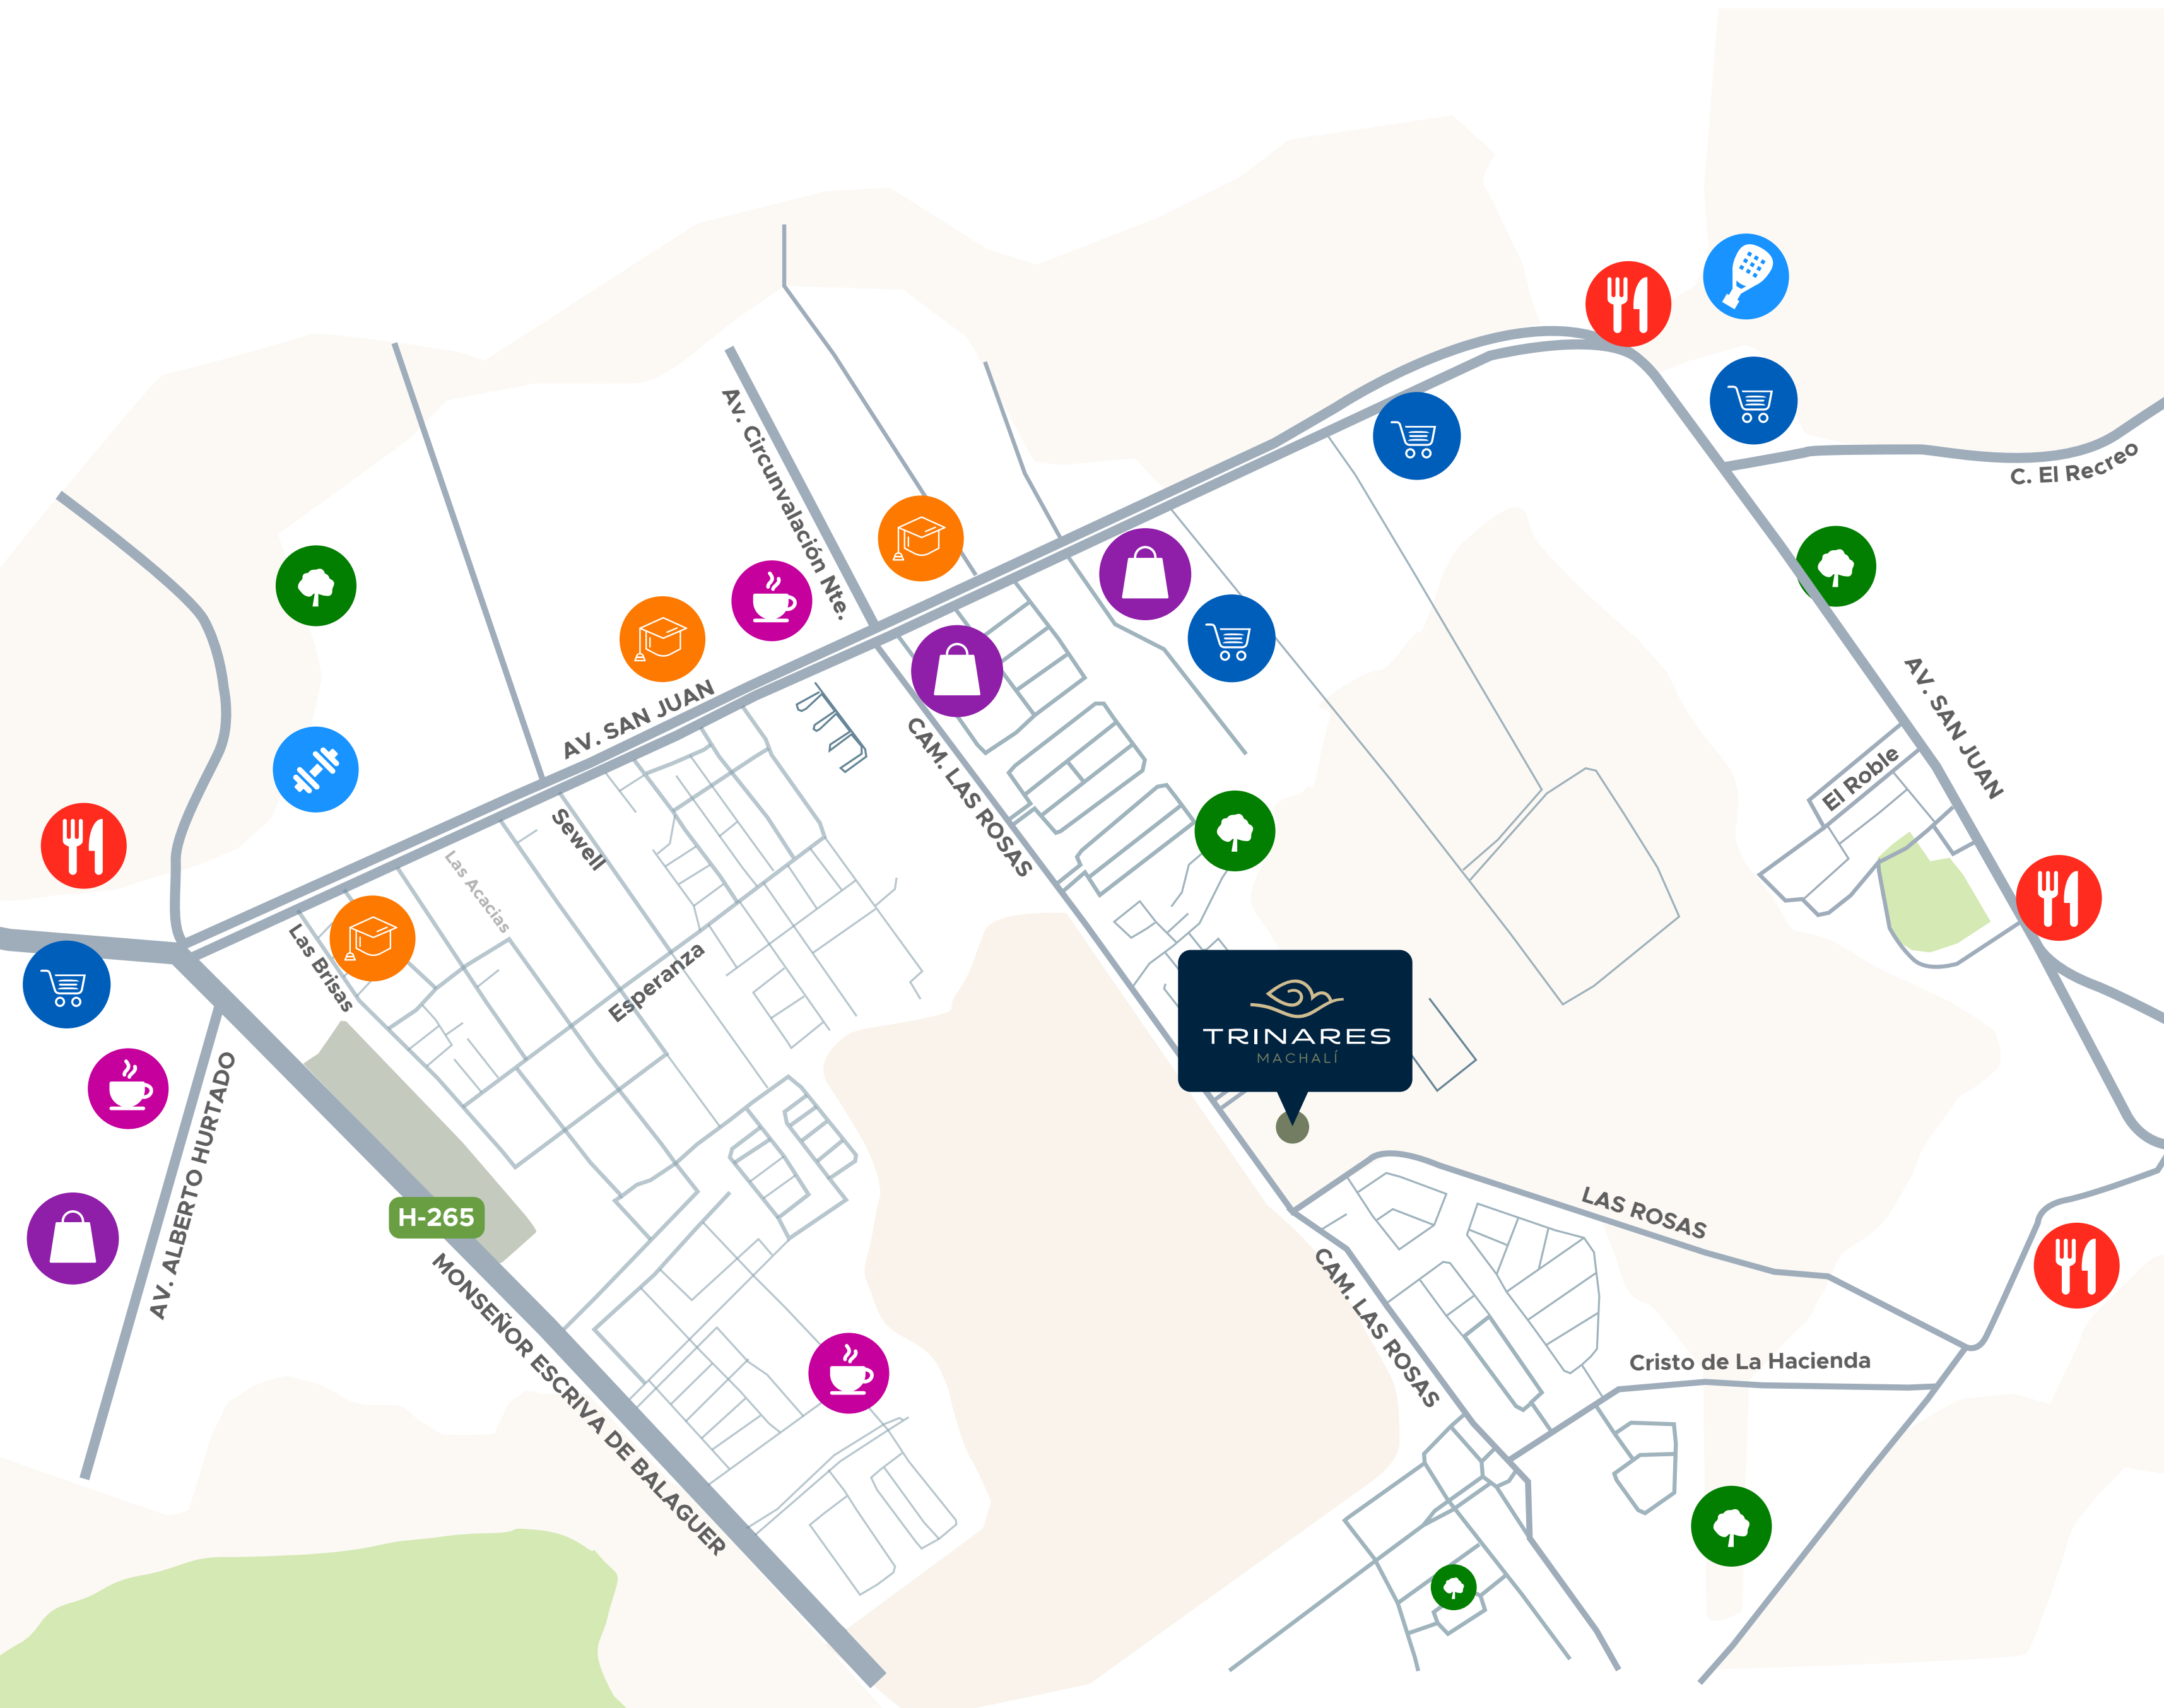 Av. Circunvalación Nte.
C. El Recreo
AV. SAN JUAN
AV. SAN JUAN
CAM. LAS ROSAS
El Roble
Sewell
Las Acacias
Las Brisas
Esperanza
TRINARES
MACHALÍ
AV. ALBERTO HURTADO
H-265
LAS ROSAS
MONSEÑOR ESCRIVA DE BALAGUER
CAM. LAS ROSAS
Cristo de La Hacienda